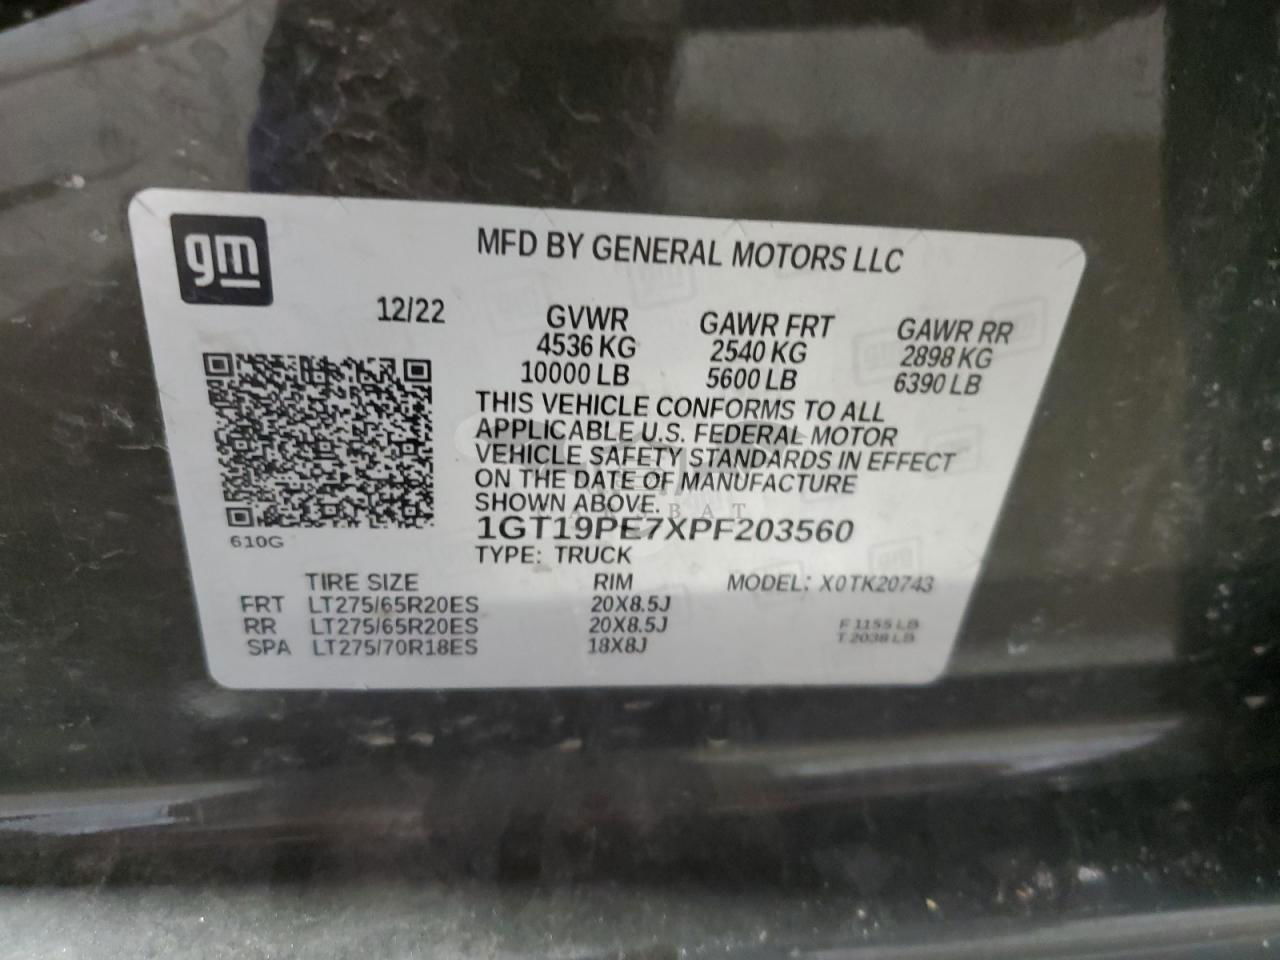 gm
MFD BY GENERAL MOTORS LLC
12/22
GVWR GAWR FRT GAWR RR
4536 KG 2540 KG 2898 KG
10000 LB 5600 LB 6390 LB
THIS VEHICLE CONFORMS TO ALL
APPLICABLE U.S. FEDERAL MOTOR
VEHICLE SAFETY STANDARDS IN EFFECT
ON THE DATE OF MANUFACTURE
SHOWN ABOVE.
1GT19PE7XPF203560
610G
TYPE: TRUCK
TIRE SIZE RIM MODEL: X0TK20743
FRT LT275/65R20ES 20X8.5J
RR LT275/65R20ES 20X8.5J F 1155 LB
SPA LT275/70R18ES 18X8J T 2038 LB